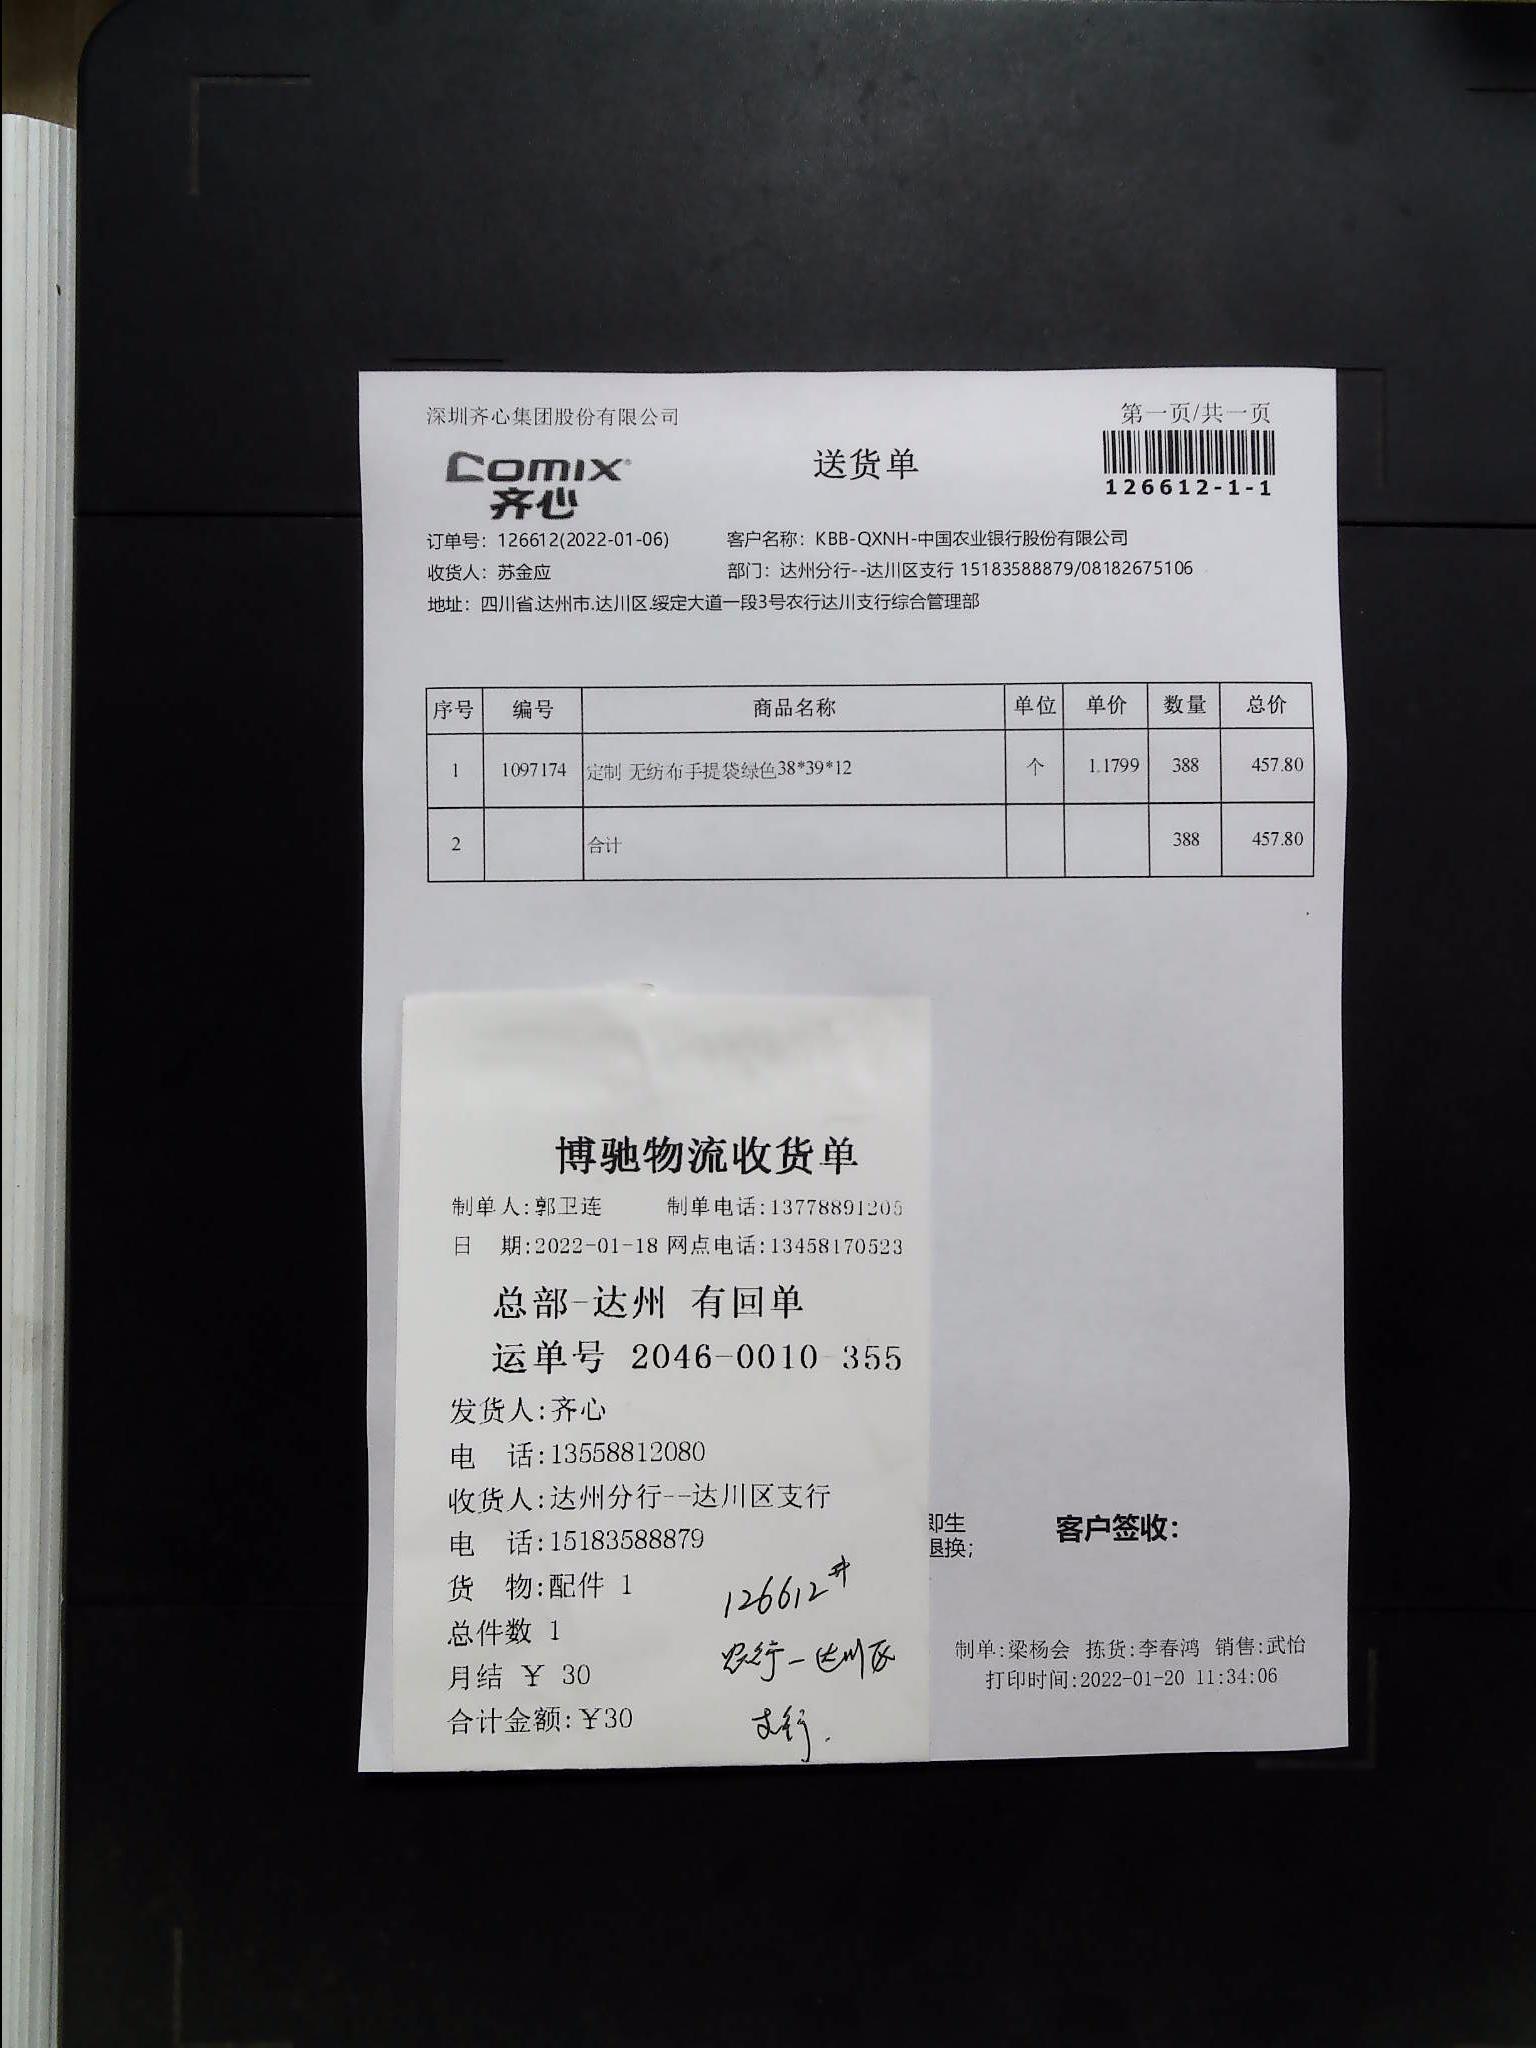 深圳齐心集团股份有限公司
第一页/共一页
comix
齐心
送货单
126612-1-1
订单号：126612(2022-01-06)
客户名称：KBB-QXNH-中国农业银行股份有限公司
收货人：苏金应
部门：达州分行--达川区支行 15183588879/08182675106
地址：四川省.达州市.达川区.绥定大道一段3号农行达川支行综合管理部
序号 编号 商品名称 单位 单价 数量 总价
1 1097174 定制 无纺布手提袋绿色38*39*12 个 1.1799 388 457.80
2 合计 388 457.80
博驰物流收货单
制单人:郭卫连 制单电话:13778891205
日 期:2022-01-18 网点电话:13458170523
总部-达州 有回单
运单号 2046-0010-355
发货人:齐心
电 话:13558812080
收货人:达州分行--达川区支行
电 话:15183588879
货 物:配件 1
总件数 1
月结 ￥ 30
合计金额:￥30
126612#
农行-达川区
支行.
即生
退换;
客户签收：
制单:梁杨会 拣货:李春鸿 销售:武怡
打印时间:2022-01-20 11:34:06